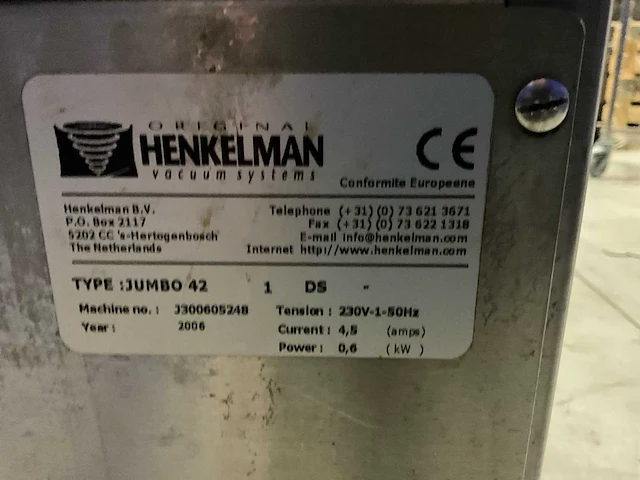 ORIGINAL
HENKELMAN
vacuum systems
CE
Conformite Europeene
Henkelman B.V.
P.O. Box 2117
5202 CC 's-Hertogenbosch
The Netherlands
Telephone (+31)(0) 73 621 3671
Fax (+31)(0) 73 622 1318
E-mail info@henkelman.com
Internet http://www.henkelman.com
TYPE :JUMBO 42 1 DS -
Machine no. : J300605248
Year : 2006
Tension : 230V-1-50Hz
Current : 4,5 (amps)
Power : 0,6 (kW)